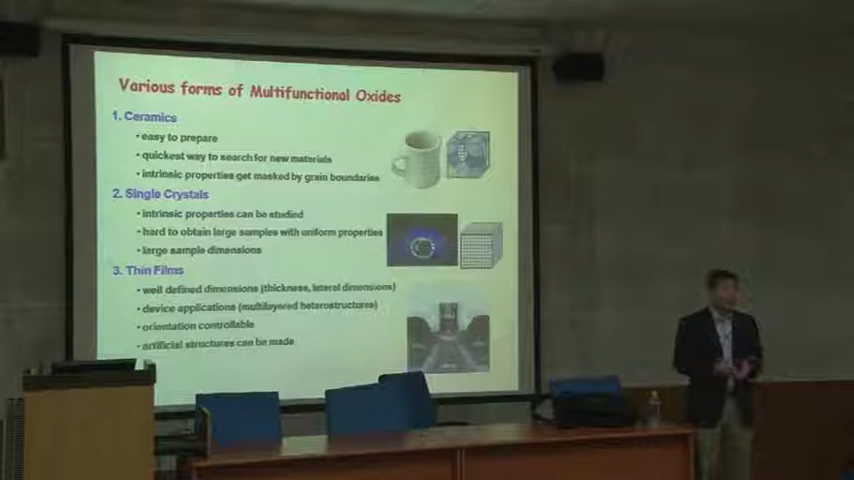 Various forms of Multifunctional Oxides
1. Ceramics
• easy to prepare
• quickest way to search for new materials
• intrinsic properties get masked by grain boundaries
2. Single Crystals
• intrinsic properties can be studied
• hard to obtain large samples with uniform properties
• large sample dimensions
3. Thin Films
• well defined dimensions (thickness, lateral dimensions)
• device applications (multilayered heterostructures)
• orientation controllable
• artificial structures can be made